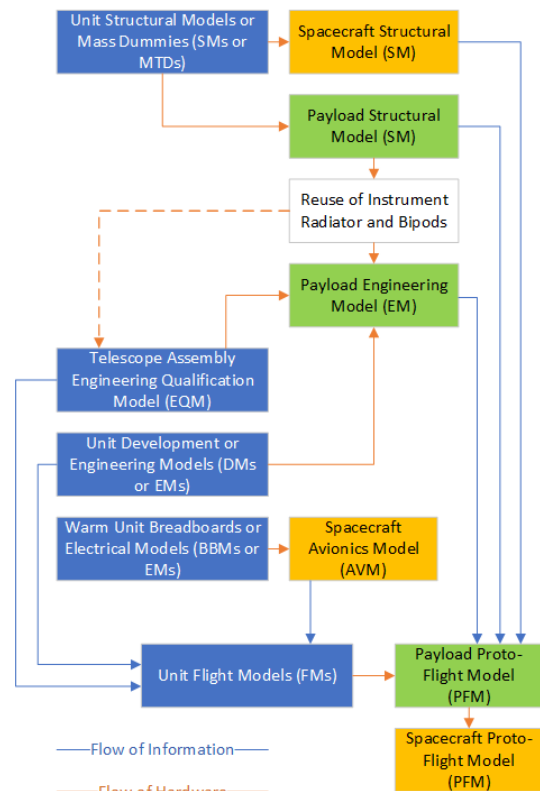 Unit Structural Models or
Mass Dummies (SMs or
MTDs)
Spacecraft Structural
Model (SM)
Payload Structural
Model (SM)
Reuse of Instrument
Radiator and Bipods
Payload Engineering
Model (EM)
Telescope Assembly
Engineering Qualification
Model (EQM)
Unit Development or
Engineering Models (DMs
or EMs)
Warm Unit Breadboards or
Electrical Models (BBMs or
EMs)
Spacecraft
Avionics Model
(AVM)
Unit Flight Models (FMs)
Payload Proto-
Flight Model
(PFM)
Flow of Information
Spacecraft Proto-
Flight Model
(PFM)
Flow of Hardware